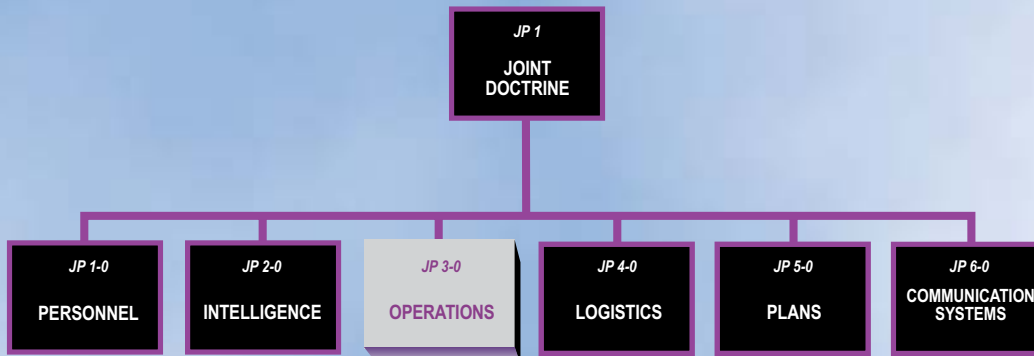 JP 1
JOINT
DOCTRINE
JP 1-0
PERSONNEL
JP 2-0
INTELLIGENCE
JP 3-0
OPERATIONS
JP 4-0
LOGISTICS
JP 5-0
PLANS
JP 6-0
COMMUNICATION
SYSTEMS